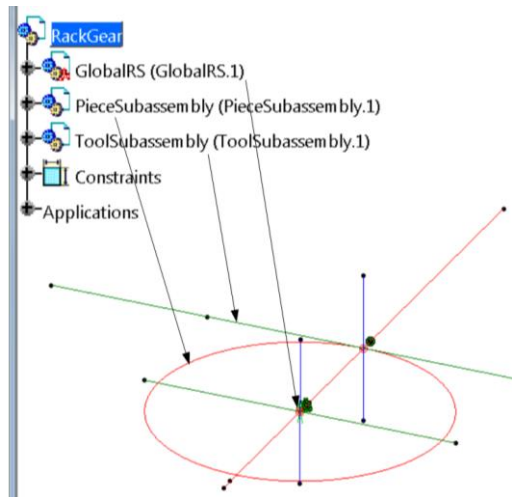 RackGear
GlobalRS (GlobalRS.1)
PieceSubassembly (PieceSubassembly.1)
ToolSubassembly (ToolSubassembly.1)
Constraints
Applications